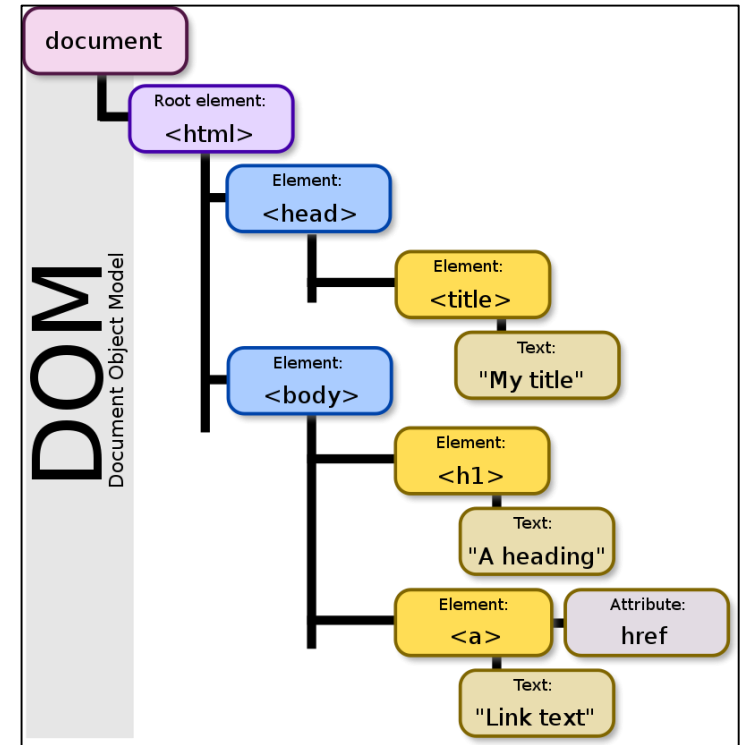 document
Root element:
<html>
Element:
<head>
Element:
<title>
Text:
"My title"
Element:
<body>
Element:
<h1>
Text:
"A heading"
Element:
<a>
Attribute:
href
Text:
"Link text"
DOM
Document Object Model